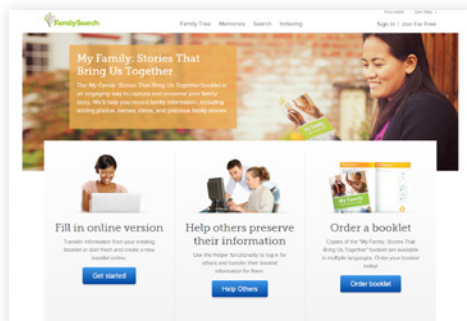 Volunteer Get Help
FamilySearch
Family Tree Memories Search Indexing
Sign In | Join For Free
My Family: Stories That
Bring Us Together
The My Family: Stories That Bring Us Together booklet is
an engaging way to capture and preserve your family
story. We'll help you record family information, including
adding photos, names, dates, and precious family stories.
My Family
Fill in online version
Transfer information from your existing
booklet or start fresh and create a new
booklet online.
Get started
Help others preserve
their information
Use the Helper functionality to log in for
others and transfer their booklet
information for them.
Help Others
Order a booklet
Copies of the "My Family: Stories That
Bring Us Together" booklet are available
in multiple languages. Order your booklet
today!
Order booklet